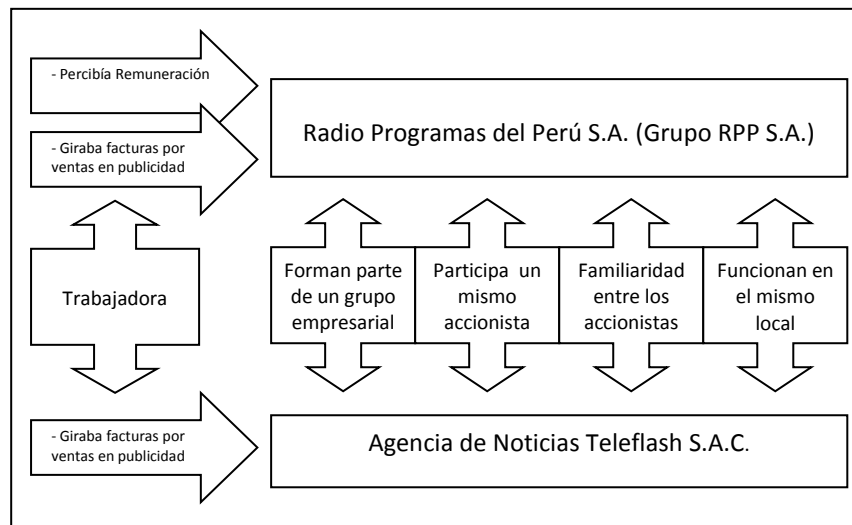 - Percibía Remuneración
Radio Programas del Perú S.A. (Grupo RPP S.A.)
- Giraba facturas por
ventas en publicidad
Trabajadora
Forman parte
de un grupo
empresarial
Participa un
mismo
accionista
Familiaridad
entre los
accionistas
Funcionan en
el mismo
local
- Giraba facturas por
ventas en publicidad
Agencia de Noticias Teleflash S.A.C.